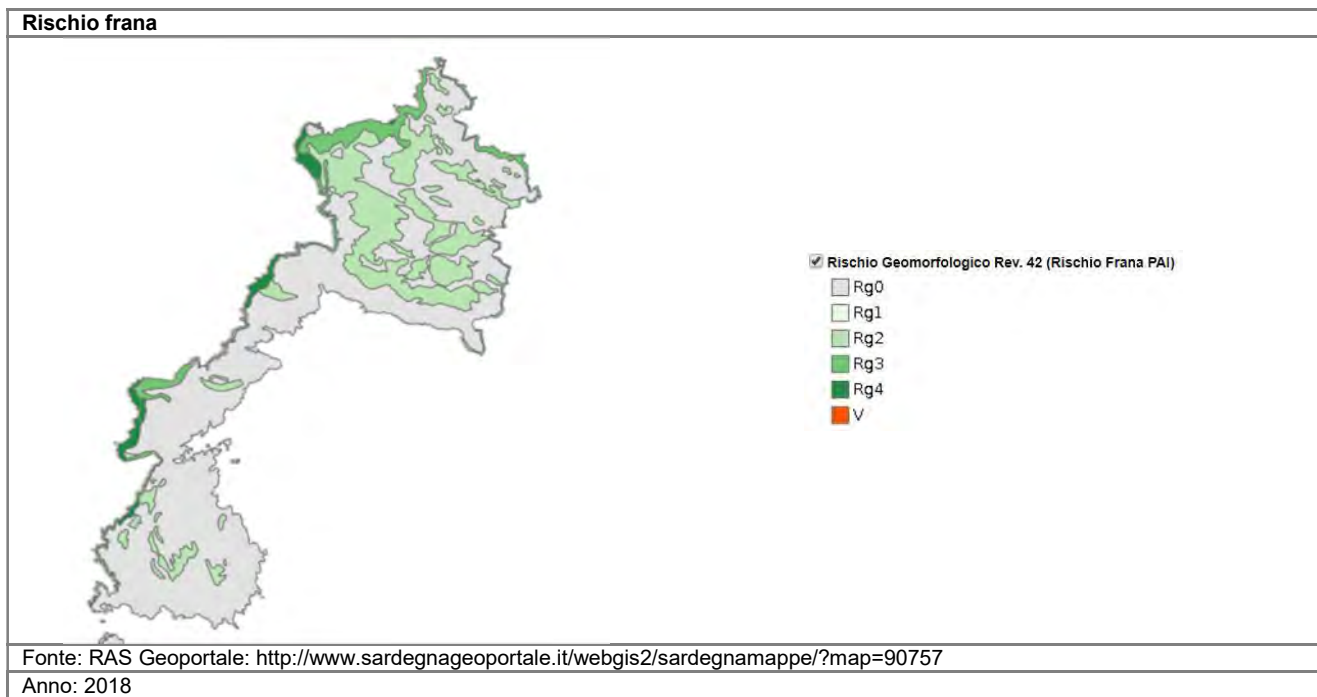 Rischio frana
Rischio Geomorfologico Rev. 42 (Rischio Frana PAI)
Rg0
Rg1
Rg2
Rg3
Rg4
V
Fonte: RAS Geoportale: http://www.sardegnageoportale.it/webgis2/sardegnamappe/?map=90757
Anno: 2018